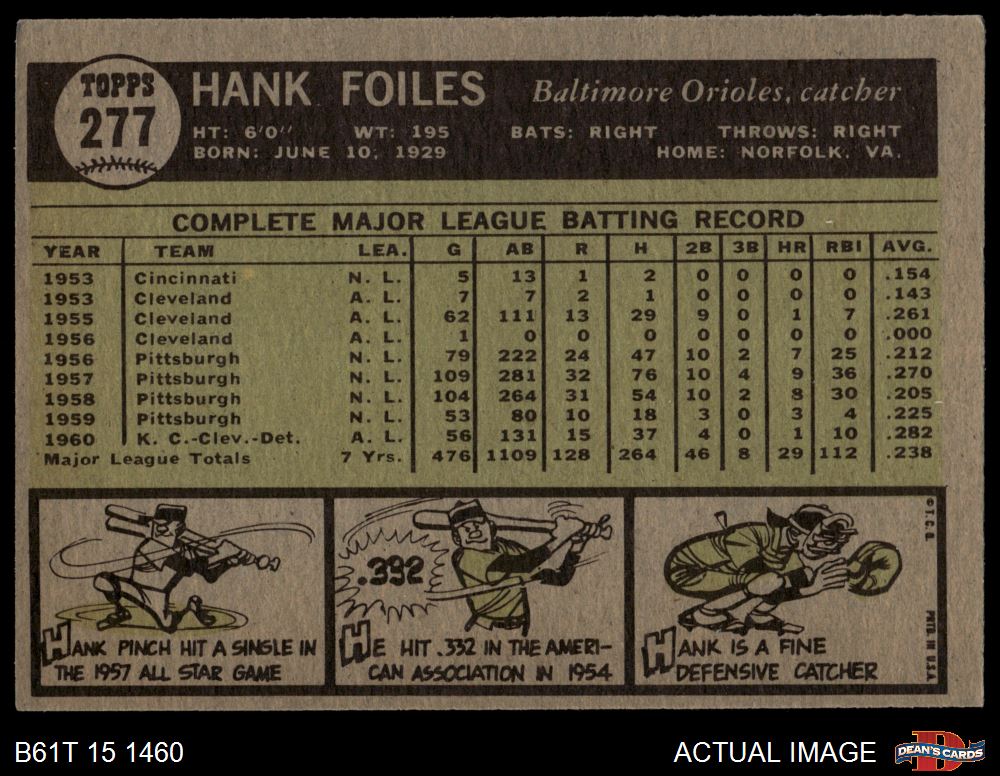 TOPPS
277
HANK FOILES Baltimore Orioles, catcher
HT: 6'0" WT: 195 BATS: RIGHT THROWS: RIGHT
BORN: JUNE 10, 1929 HOME: NORFOLK, VA.
COMPLETE MAJOR LEAGUE BATTING RECORD
YEAR TEAM LEA. G AB R H 2B 3B HR RBI AVG.
1953 Cincinnati N. L. 5 13 1 2 0 0 0 0 .154
1953 Cleveland A. L. 7 7 2 1 0 0 0 0 .143
1955 Cleveland A. L. 62 111 13 29 9 0 1 7 .261
1956 Cleveland A. L. 1 0 0 0 0 0 0 0 .000
1956 Pittsburgh N. L. 79 222 24 47 10 2 7 25 .212
1957 Pittsburgh N. L. 109 281 32 76 10 4 9 36 .270
1958 Pittsburgh N. L. 104 264 31 54 10 2 8 30 .205
1959 Pittsburgh N. L. 53 80 10 18 3 0 3 4 .225
1960 K. C.-Clev.-Det. A. L. 56 131 15 37 4 0 1 10 .282
Major League Totals 7 Yrs. 476 1109 128 264 46 8 29 112 .238
HANK PINCH HIT A SINGLE IN
THE 1957 ALL STAR GAME
.392
HE HIT .332 IN THE AMERI-
CAN ASSOCIATION IN 1954
HANK IS A FINE
DEFENSIVE CATCHER
© T. C. G.
PRTD. IN U.S.A.
B61T 15 1460
ACTUAL IMAGE
D
DEAN'S CARDS